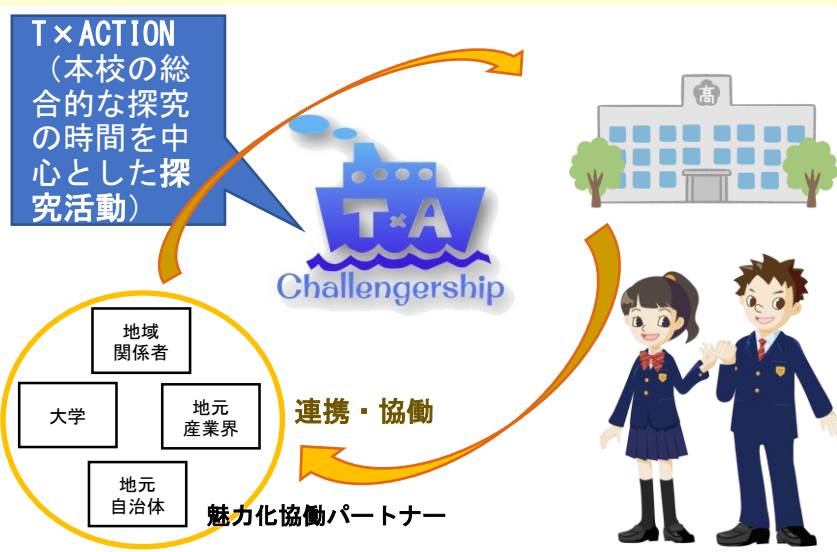 T×ACTION
（本校の総
合的な探究
の時間を中
心とした探
究活動）
高
T×A
Challengership
地域
関係者
大学
地元
産業界
地元
自治体
連携・協働
魅力化協働パートナー